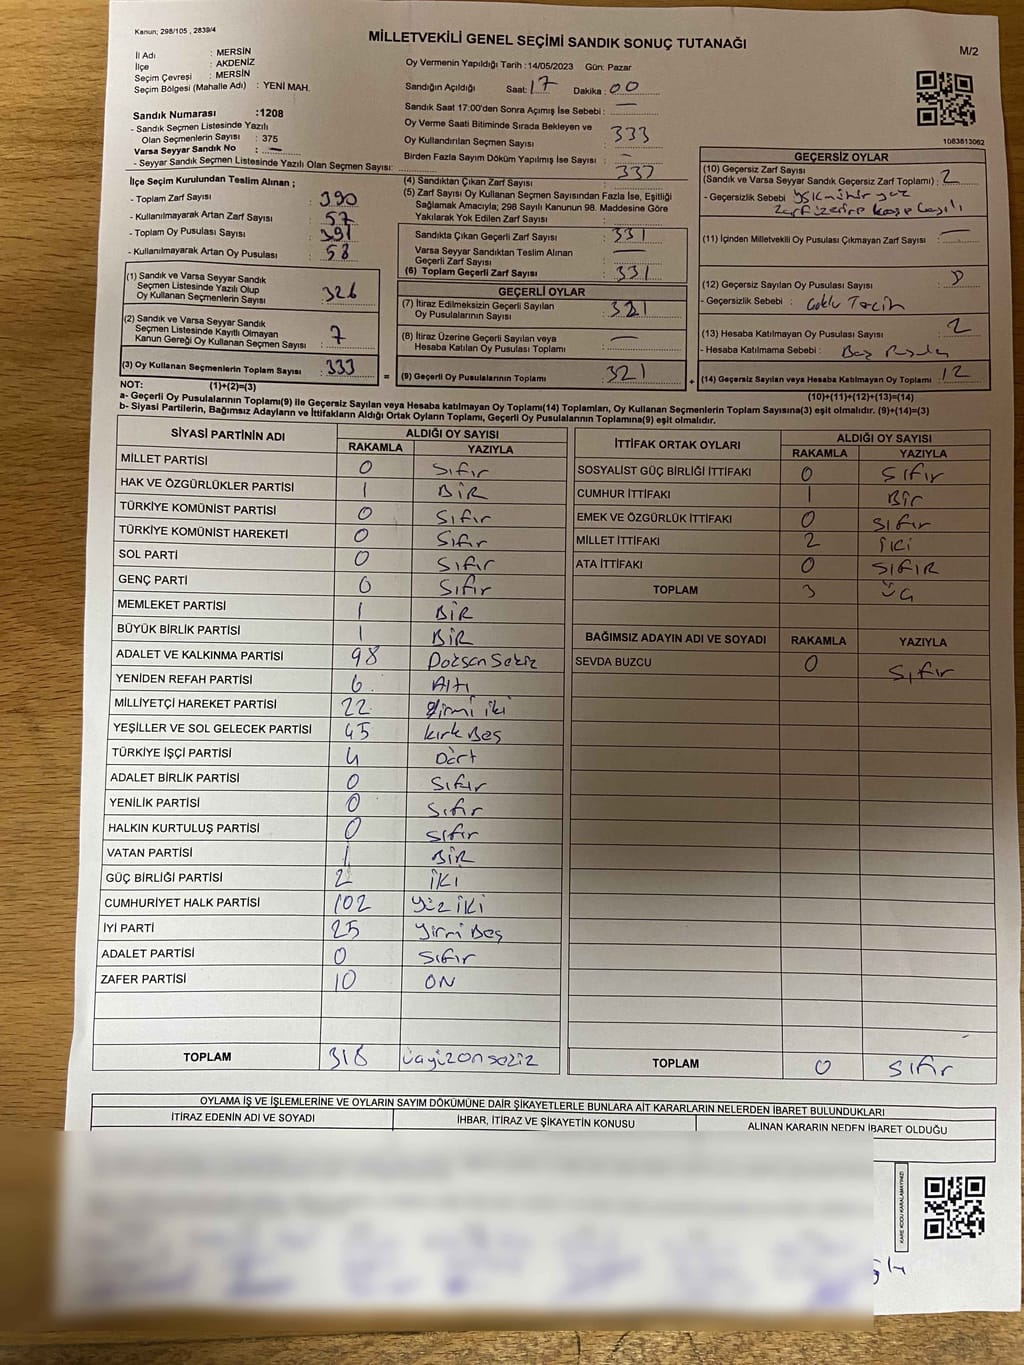 Kanun; 298/105 , 2839/4
MİLLETVEKİLİ GENEL SEÇİMİ SANDIK SONUÇ TUTANAĞI
M/2
İl Adı : MERSİN
İlçe : AKDENİZ
Seçim Çevresi : MERSİN
Seçim Bölgesi (Mahalle Adı) : YENİ MAH.
Oy Vermenin Yapıldığı Tarih :14/05/2023 Gün: Pazar
Sandığın Açıldığı Saat: 17 Dakika : 00
Sandık Saat 17:00'den Sonra Açımış İse Sebebi : —
Sandık Numarası :1208
- Sandık Seçmen Listesinde Yazılı
Olan Seçmenlerin Sayısı : 375
Varsa Seyyar Sandık No : —
- Seyyar Sandık Seçmen Listesinde Yazılı Olan Seçmen Sayısı:
Oy Verme Saati Bitiminde Sırada Bekleyen ve
Oy Kullandırılan Seçmen Sayısı : 333
Birden Fazla Sayım Döküm Yapılmış İse Sayısı : —
1083813062
İlçe Seçim Kurulundan Teslim Alınan ;
- Toplam Zarf Sayısı : 390
- Kullanılmayarak Artan Zarf Sayısı : 57
- Toplam Oy Pusulası Sayısı : 391
- Kullanılmayarak Artan Oy Pusulası : 58
(4) Sandıktan Çıkan Zarf Sayısı :
(5) Zarf Sayısı Oy Kullanan Seçmen Sayısından Fazla İse, Eşitliği
Sağlamak Amacıyla; 298 Sayılı Kanunun 98. Maddesine Göre
Yakılarak Yok Edilen Zarf Sayısı :
Sandıkta Çıkan Geçerli Zarf Sayısı : 331
Varsa Seyyar Sandıktan Teslim Alınan
Geçerli Zarf Sayısı : —
(6) Toplam Geçerli Zarf Sayısı : 331
GEÇERSİZ OYLAR
(10) Geçersiz Zarf Sayısı
(Sandık ve Varsa Seyyar Sandık Geçersiz Zarf Toplamı) : 2
- Geçersizlik Sebebi :
(11) İçinden Milletvekili Oy Pusulası Çıkmayan Zarf Sayısı : —
(12) Geçersiz Sayılan Oy Pusulası Sayısı :
- Geçersizlik Sebebi :
(13) Hesaba Katılmayan Oy Pusulası Sayısı : 2
- Hesaba Katılmama Sebebi :
(14) Geçersiz Sayılan veya Hesaba Katılmayan Oy Toplamı : 12
(10)+(11)+(12)+(13)=(14)
(1) Sandık ve Varsa Seyyar Sandık
Seçmen Listesinde Yazılı Olup
Oy Kullanan Seçmenlerin Sayısı : 326
(2) Sandık ve Varsa Seyyar Sandık
Seçmen Listesinde Kayıtlı Olmayan
Kanun Gereği Oy Kullanan Seçmen Sayısı : 7
(3) Oy Kullanan Seçmenlerin Toplam Sayısı : 333
GEÇERLİ OYLAR
(7) İtiraz Edilmeksizin Geçerli Sayılan
Oy Pusulalarının Sayısı : 321
(8) İtiraz Üzerine Geçerli Sayılan veya
Hesaba Katılan Oy Pusulası Toplamı : —
= (9) Geçerli Oy Pusulalarının Toplamı : 321 +
NOT: (1)+(2)=(3)
a- Geçerli Oy Pusulalarının Toplamı(9) ile Geçersiz Sayılan veya Hesaba katılmayan Oy Toplamı(14) Toplamları, Oy Kullanan Seçmenlerin Toplam Sayısına(3) eşit olmalıdır. (9)+(14)=(3)
b- Siyasi Partilerin, Bağımsız Adayların ve İttifakların Aldığı Ortak Oyların Toplamı, Geçerli Oy Pusulalarının Toplamına(9) eşit olmalıdır.
SİYASİ PARTİNİN ADI ALDIĞI OY SAYISI
RAKAMLA YAZIYLA
MİLLET PARTİSİ 0 Sıfır
HAK VE ÖZGÜRLÜKLER PARTİSİ 1 BİR
TÜRKİYE KOMÜNİST PARTİSİ 0 Sıfır
TÜRKİYE KOMÜNİST HAREKETİ 0 Sıfır
SOL PARTİ 0 Sıfır
GENÇ PARTİ 0 Sıfır
MEMLEKET PARTİSİ 1 BİR
BÜYÜK BİRLİK PARTİSİ 1 BİR
ADALET VE KALKINMA PARTİSİ 98 Doksan Sekiz
YENİDEN REFAH PARTİSİ 6 Altı
MİLLİYETÇİ HAREKET PARTİSİ 22 Yirmi iki
YEŞİLLER VE SOL GELECEK PARTİSİ 45 Kırk Beş
TÜRKİYE İŞÇİ PARTİSİ 4 Dört
ADALET BİRLİK PARTİSİ 0 Sıfır
YENİLİK PARTİSİ 0 Sıfır
HALKIN KURTULUŞ PARTİSİ 0 Sıfır
VATAN PARTİSİ 1 BİR
GÜÇ BİRLİĞİ PARTİSİ 2 İKİ
CUMHURİYET HALK PARTİSİ 102 Yüz iKi
İYİ PARTİ 25 Yirmi Beş
ADALET PARTİSİ 0 Sıfır
ZAFER PARTİSİ 10 ON
TOPLAM 318
İTTİFAK ORTAK OYLARI ALDIĞI OY SAYISI
RAKAMLA YAZIYLA
SOSYALİST GÜÇ BİRLİĞİ İTTİFAKI 0 Sıfır
CUMHUR İTTİFAKI 1 Bir
EMEK VE ÖZGÜRLÜK İTTİFAKI 0 Sıfır
MİLLET İTTİFAKI 2 İKİ
ATA İTTİFAKI 0 SIFIR
TOPLAM 3 Üç
BAĞIMSIZ ADAYIN ADI VE SOYADI RAKAMLA YAZIYLA
SEVDA BUZCU 0 Sıfır
TOPLAM 0 Sıfır
OYLAMA İŞ VE İŞLEMLERİNE VE OYLARIN SAYIM DÖKÜMÜNE DAİR ŞİKAYETLERLE BUNLARA AİT KARARLARIN NELERDEN İBARET BULUNDUKLARI
İTİRAZ EDENİN ADI VE SOYADI İHBAR, İTİRAZ VE ŞİKAYETİN KONUSU ALINAN KARARIN NEDEN İBARET OLDUĞU
KARE KODU KARALAMAYINIZ!